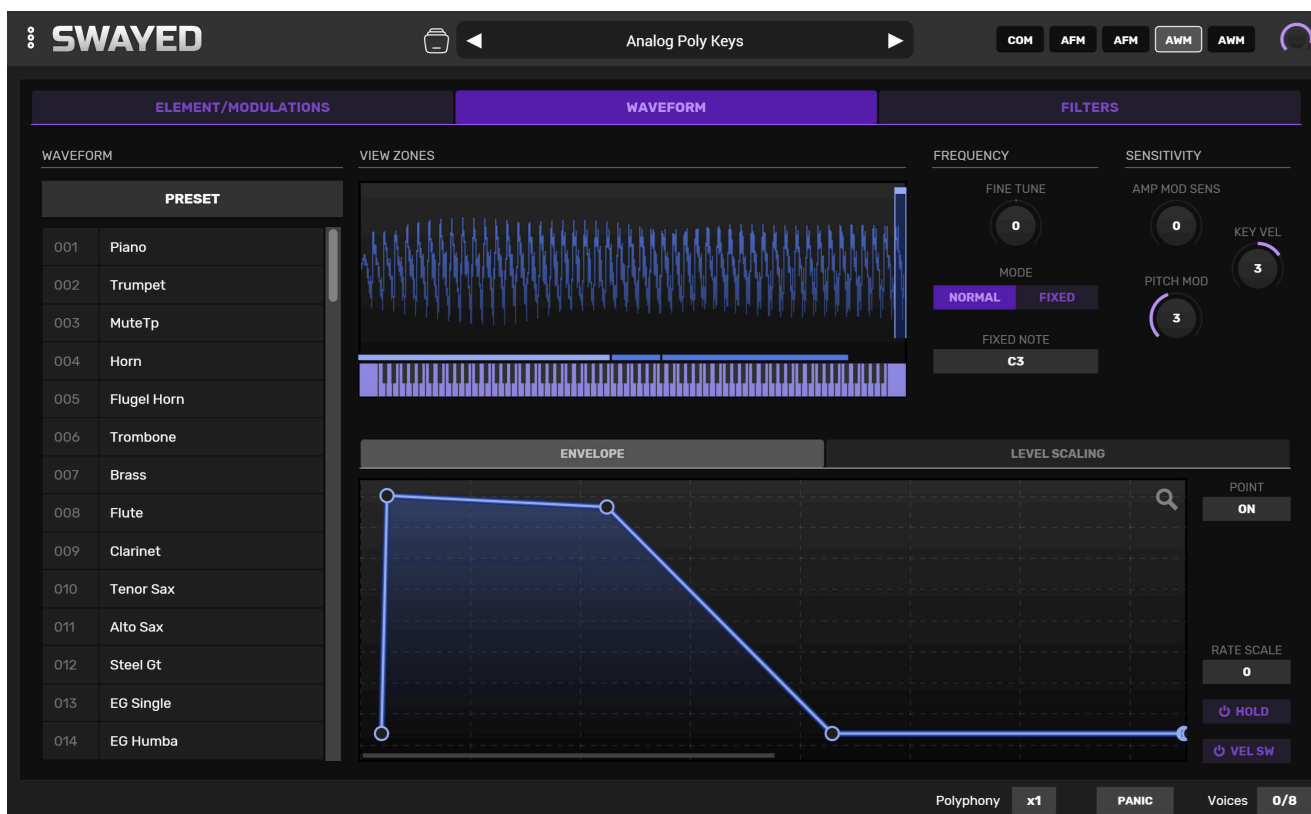 SWAYED
Analog Poly Keys
COM AFM AFM AWM AWM
ELEMENT/MODULATIONS WAVEFORM FILTERS
WAVEFORM VIEW ZONES FREQUENCY SENSITIVITY
PRESET
FINE TUNE AMP MOD SENS
0 0
KEY VEL
3
001 Piano
002 Trumpet
003 MuteTp
004 Horn
005 Flugel Horn
006 Trombone
007 Brass
008 Flute
009 Clarinet
010 Tenor Sax
011 Alto Sax
012 Steel Gt
013 EG Single
014 EG Humba
MODE
NORMAL FIXED
PITCH MOD
3
FIXED NOTE
C3
ENVELOPE LEVEL SCALING
POINT
ON
RATE SCALE
0
HOLD
VEL SW
Polyphony x1 PANIC Voices 0/8